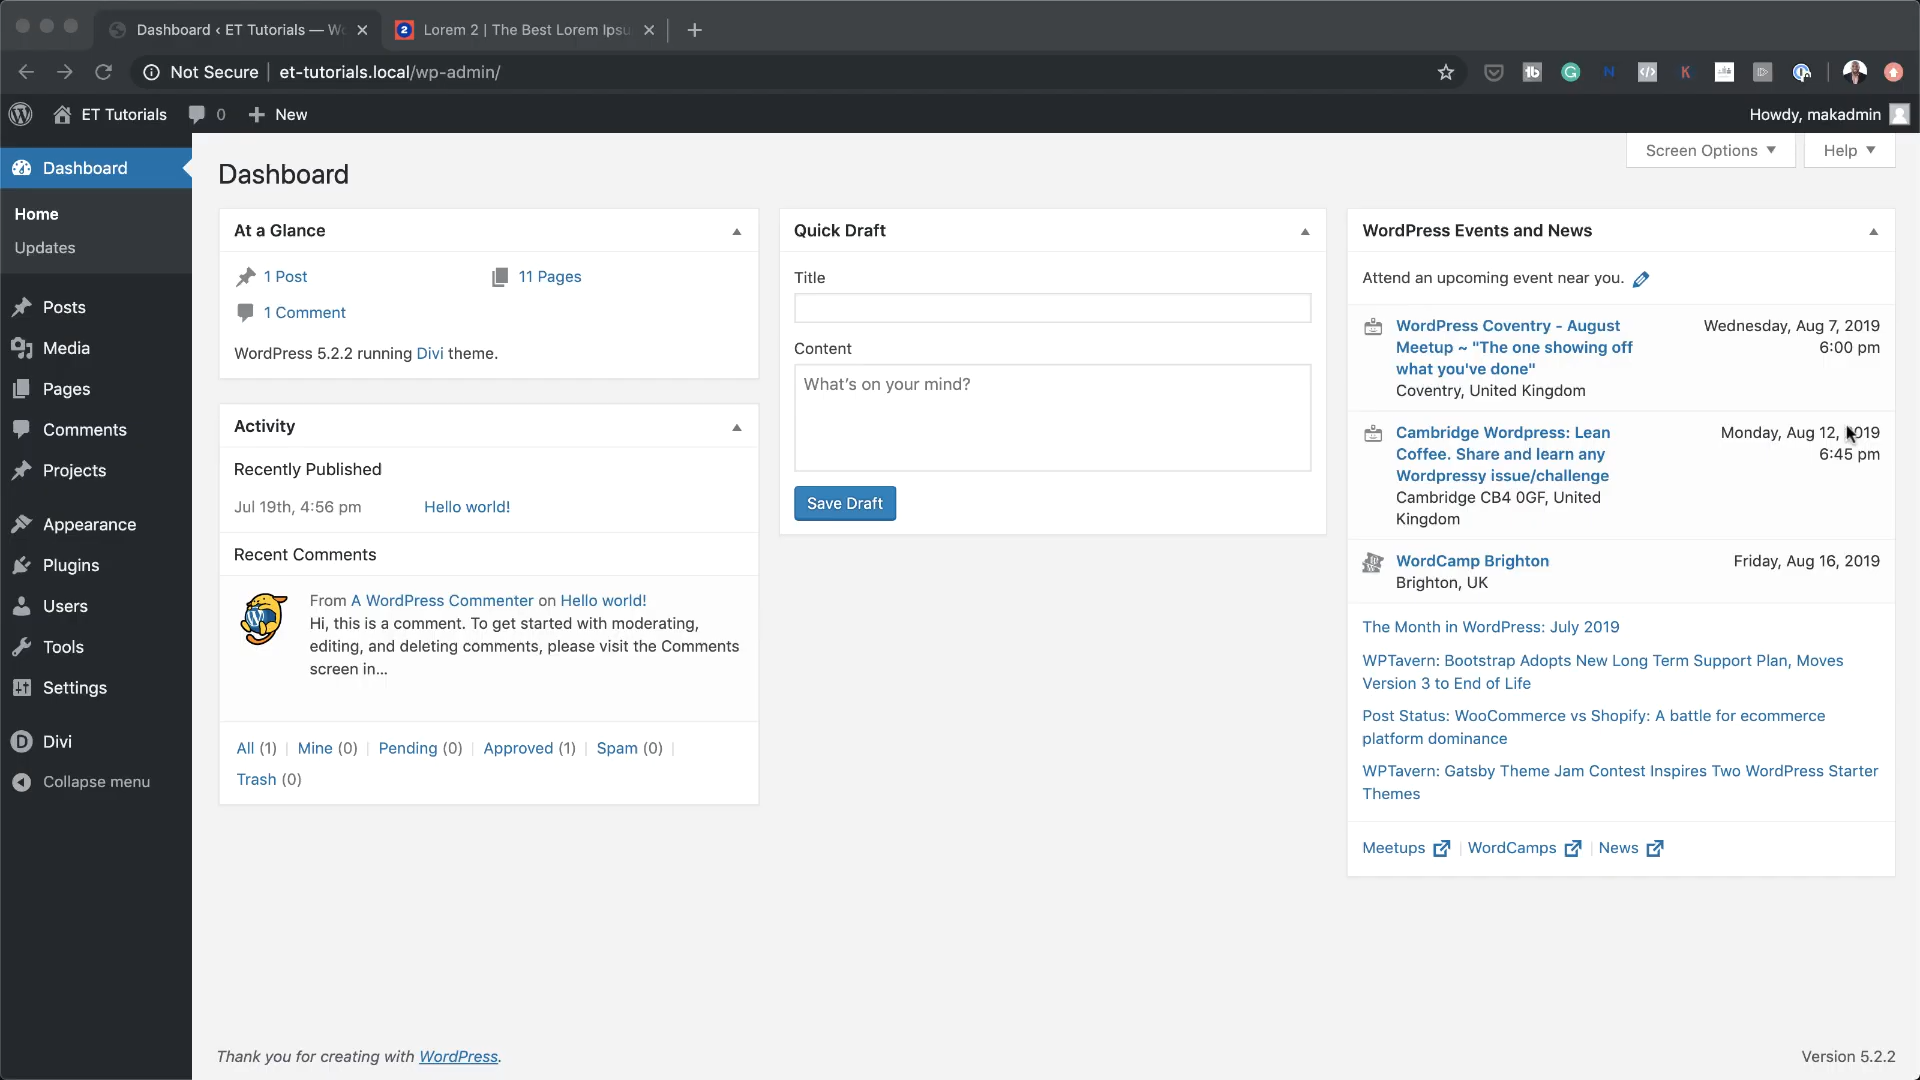 Dashboard ‹ ET Tutorials — Wo
Lorem 2 | The Best Lorem Ipsu
Not Secure | et-tutorials.local/wp-admin/
ET Tutorials 0 New
Howdy, makadmin
Dashboard
Home
Updates
Posts
Media
Pages
Comments
Projects
Appearance
Plugins
Users
Tools
Settings
Divi
Collapse menu
Screen Options
Help
Dashboard
At a Glance
1 Post
11 Pages
1 Comment
WordPress 5.2.2 running Divi theme.
Activity
Recently Published
Jul 19th, 4:56 pm
Hello world!
Recent Comments
From A WordPress Commenter on Hello world!
Hi, this is a comment. To get started with moderating,
editing, and deleting comments, please visit the Comments
screen in...
All (1) | Mine (0) | Pending (0) | Approved (1) | Spam (0) |
Trash (0)
Quick Draft
Title
Content
What's on your mind?
Save Draft
WordPress Events and News
Attend an upcoming event near you.
WordPress Coventry - August
Meetup ~ "The one showing off
what you've done"
Coventry, United Kingdom
Wednesday, Aug 7, 2019
6:00 pm
Cambridge Wordpress: Lean
Coffee. Share and learn any
Wordpressy issue/challenge
Cambridge CB4 0GF, United
Kingdom
Monday, Aug 12, 2019
6:45 pm
WordCamp Brighton
Brighton, UK
Friday, Aug 16, 2019
The Month in WordPress: July 2019
WPTavern: Bootstrap Adopts New Long Term Support Plan, Moves
Version 3 to End of Life
Post Status: WooCommerce vs Shopify: A battle for ecommerce
platform dominance
WPTavern: Gatsby Theme Jam Contest Inspires Two WordPress Starter
Themes
Meetups | WordCamps | News
Thank you for creating with WordPress.
Version 5.2.2